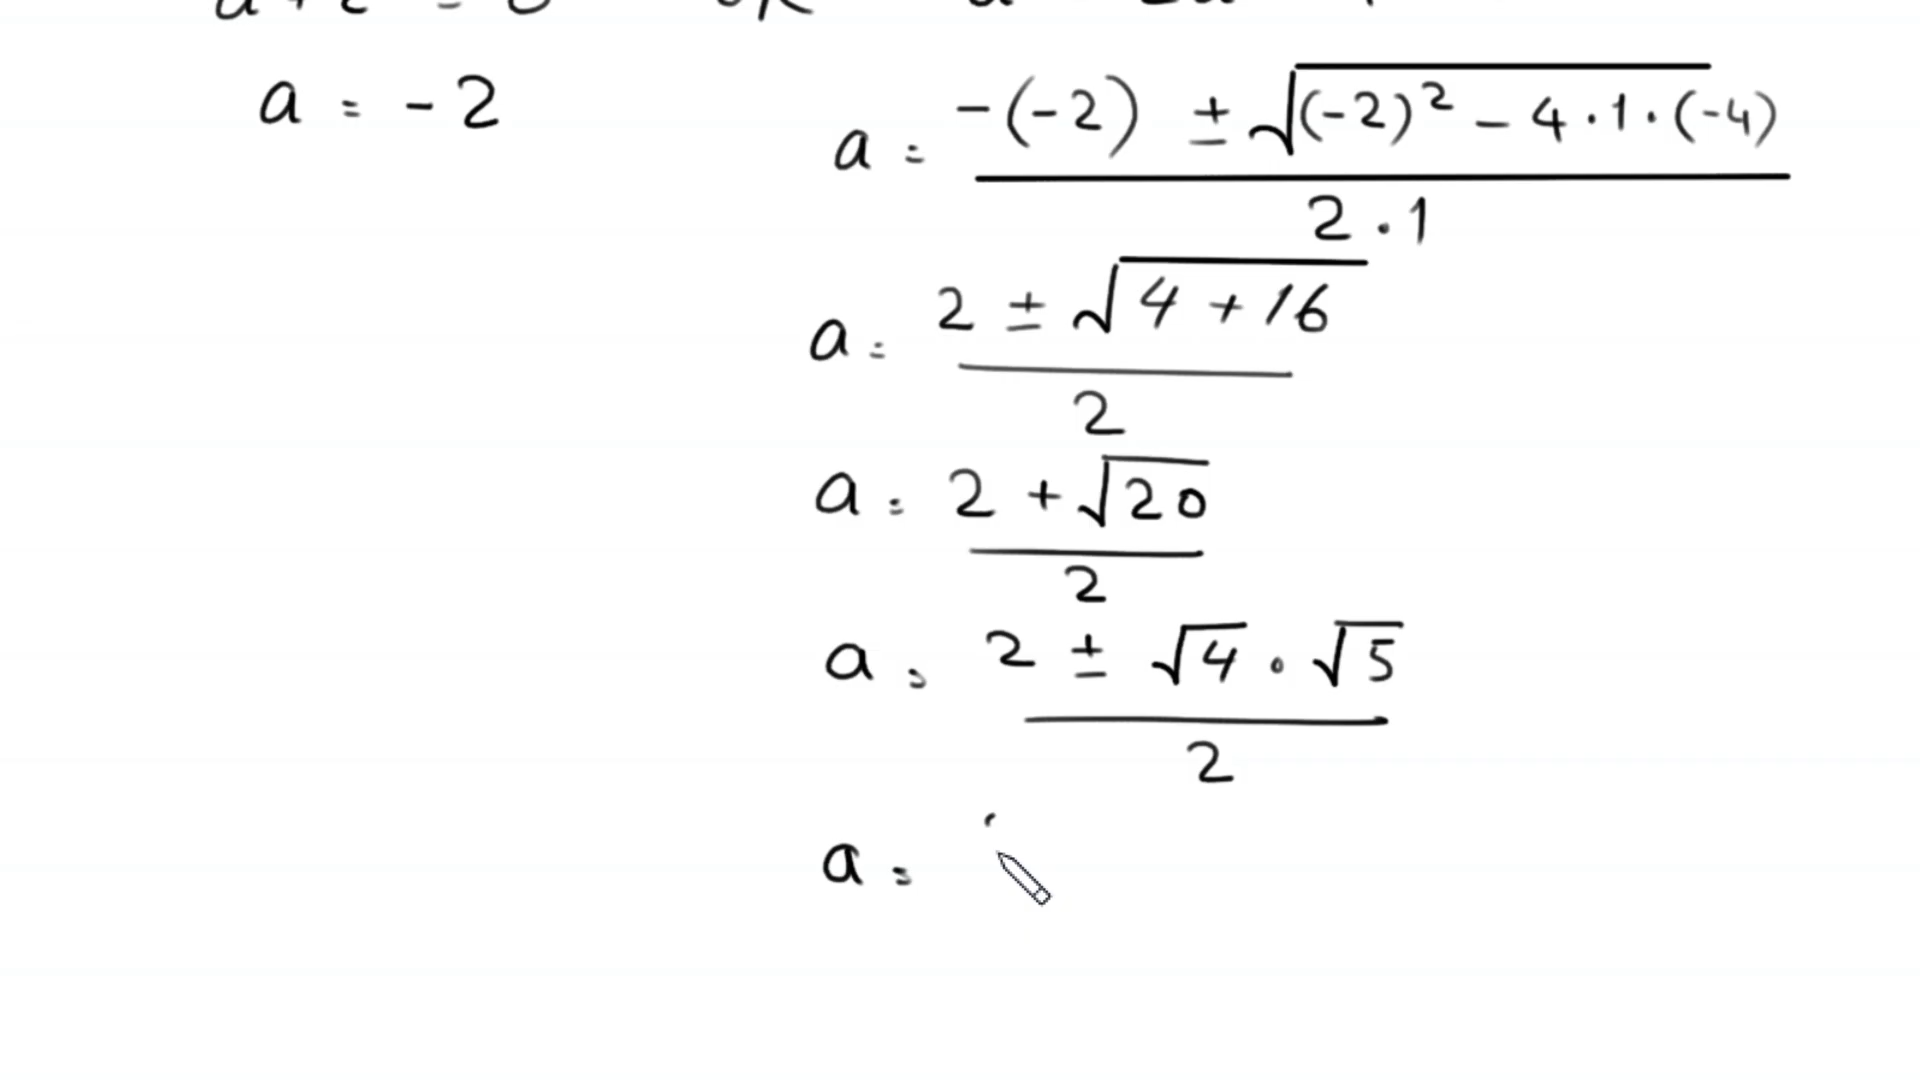 a = -2
a = (-(-2) ± √((-2)² - 4·1·(-4))) / (2·1)
a = (2 ± √(4 + 16)) / 2
a = (2 + √20) / 2
a = (2 ± √4 · √5) / 2
a =